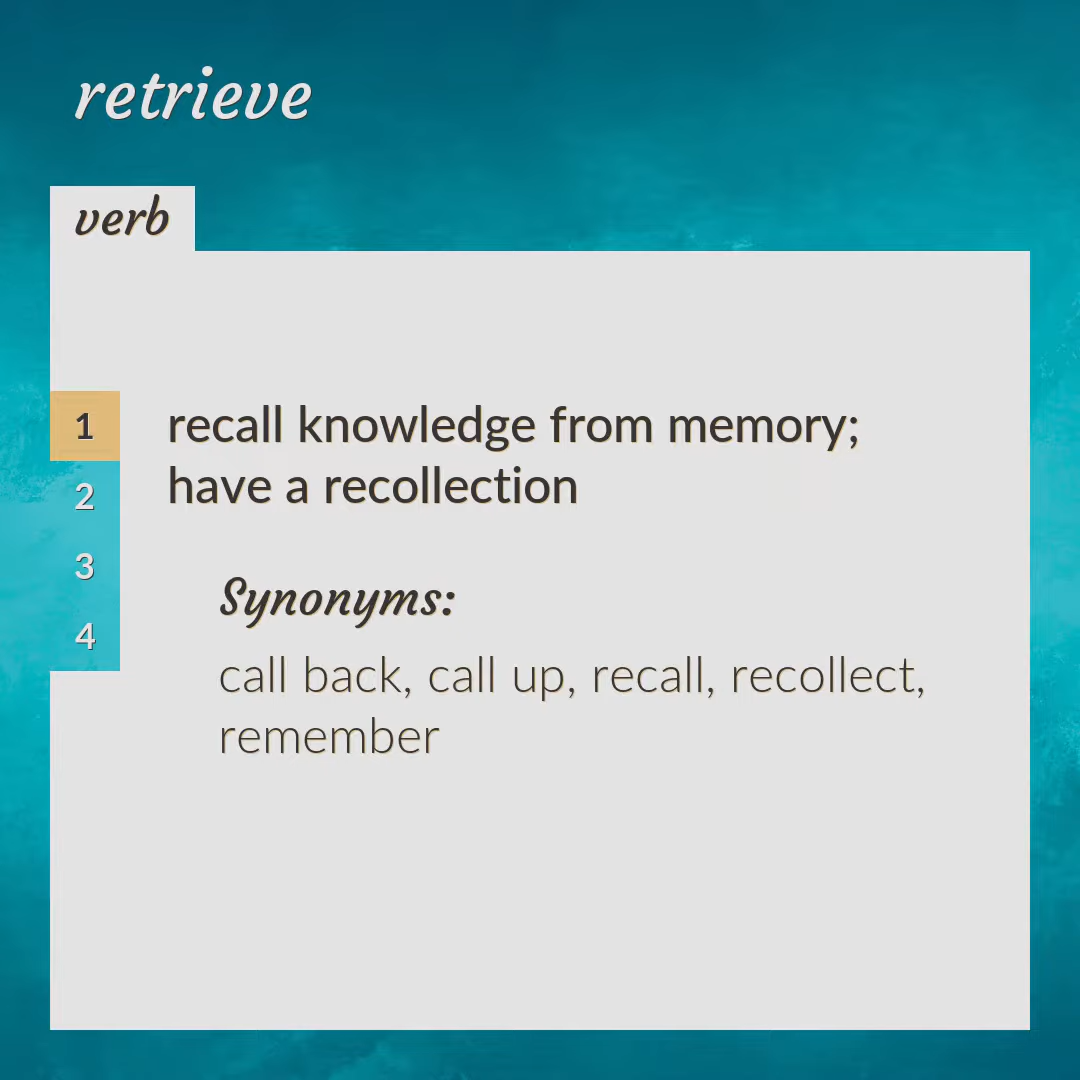 retrieve
verb
1
recall knowledge from memory;
have a recollection
2
3
4
Synonyms:
call back, call up, recall, recollect,
remember